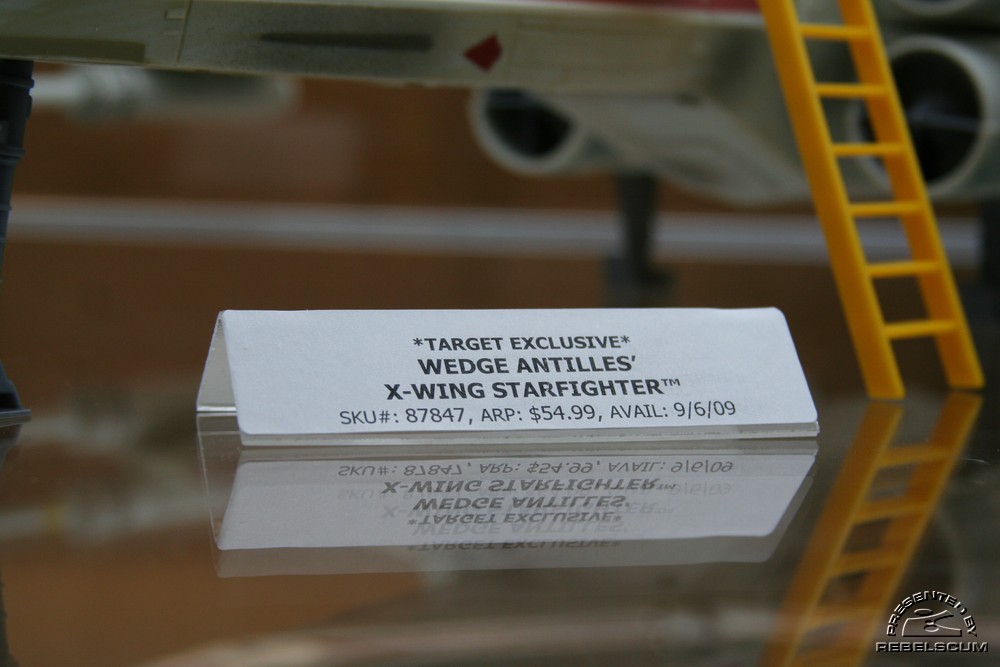 *TARGET EXCLUSIVE*
WEDGE ANTILLES’
X-WING STARFIGHTER™
SKU#: 87847, ARP: $54.99, AVAIL: 9/6/09
PRESENTED BY
REBELSCUM